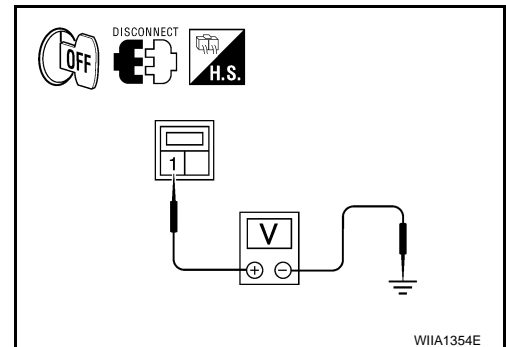 DISCONNECT
OFF
H.S.
1
V
+ −
WIIA1354E